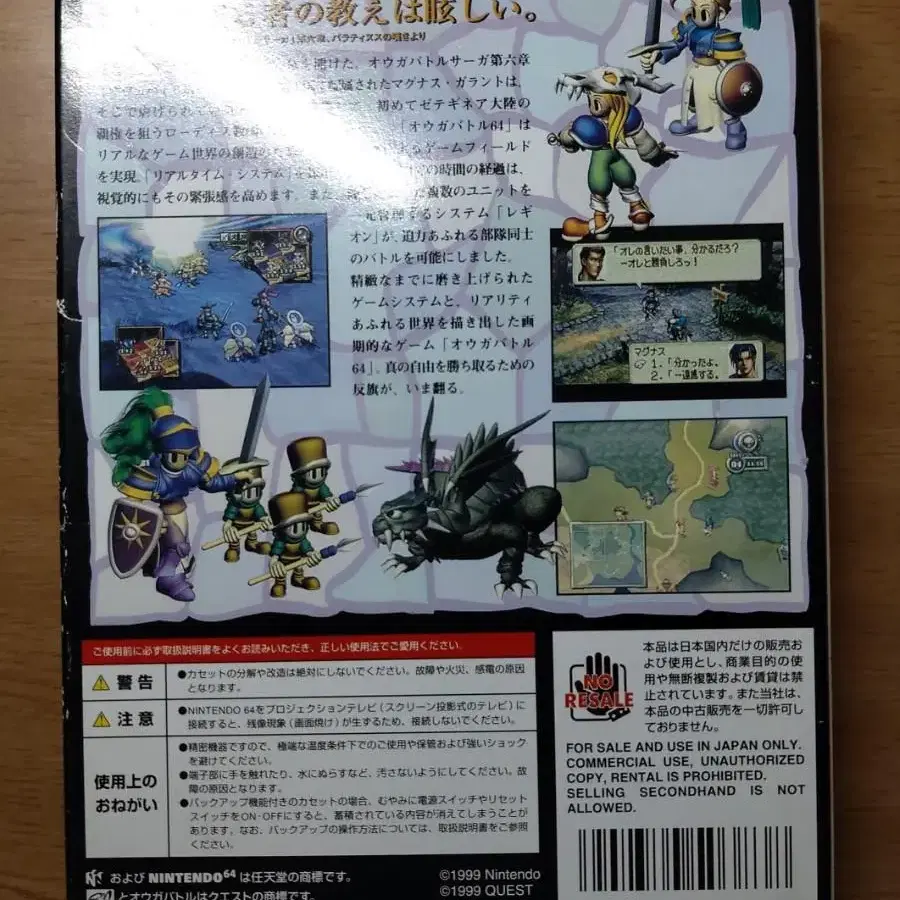 者の教えは眩しい。
オウガバトルサーガ第六章
されたマグナス・ガラントは、
初めてゼテギネア大陸の
覇権を狙うローディス教
「オウガバトル64」は
リアルなゲーム世界の創造
るゲームフィールド
を実現。「リアルタイム・システム」
の時間の経過は、
視覚的にもその緊張感を高めます。また
複数のユニットを
一元管理するシステム「レギ
オン」が、迫力あふれる部隊同士
のバトルを可能にしました。
精緻なまでに磨き上げられた
ゲームシステムと、リアリティ
あふれる世界を描き出した画
期的なゲーム「オウガバトル
64」。真の自由を勝ち取るための
反旗が、いま翻る。
「オレの言いたい事、分かるだろ?
ーオレと勝負しろっ!
マグナス
1.「分かったよ。
2.「一遠慮する。
ご使用前に必ず取扱説明書をよくお読みいただき、正しい使用法でご愛用ください。
警告
●カセットの分解や改造は絶対にしないでください。故障や火災、感電の原因
となります。
注意
●NINTENDO 64をプロジェクションテレビ(スクリーン投影式のテレビ)に
接続すると、残像現象(画面焼け)が生ずるため、接続しないでください。
使用上の
おねがい
●精密機器ですので、極端な温度条件下でのご使用や保管および強いショック
を避けてください。
●端子部に手を触れたり、水にぬらすなど、汚さないようにしてください。故
障の原因となります。
●バックアップ機能付きのカセットの場合、むやみに電源スイッチやリセット
スイッチをON・OFFにすると、蓄積されている内容が消えてしまうことが
あります。なお、バックアップの操作方法については、取扱説明書をご参照
ください。
NO
RESALE
本品は日本国内だけの販売お
よび使用とし、商業目的の使
用や無断複製および賃貸は禁
止されています。また当社は、
本品の中古販売を一切許可し
ておりません。
FOR SALE AND USE IN JAPAN ONLY.
COMMERCIAL USE, UNAUTHORIZED
COPY, RENTAL IS PROHIBITED.
SELLING SECONDHAND IS NOT
ALLOWED.
および NINTENDO64 は任天堂の商標です。
とオウガバトルはクエストの商標です。
©1999 Nintendo
©1999 QUEST